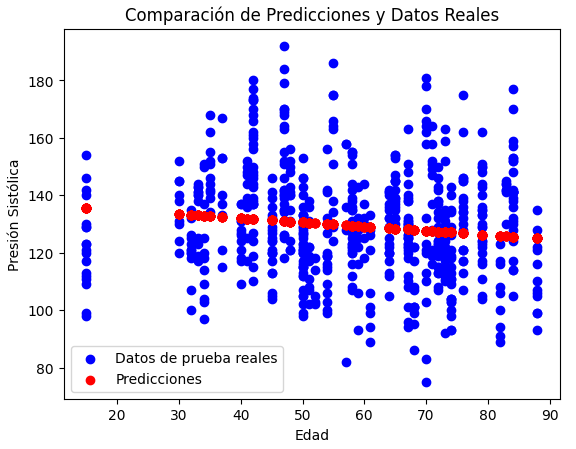 Comparación de Predicciones y Datos Reales
Presión Sistólica
180
160
140
120
100
80
Datos de prueba reales
Predicciones
20
30
40
50
60
70
80
90
Edad